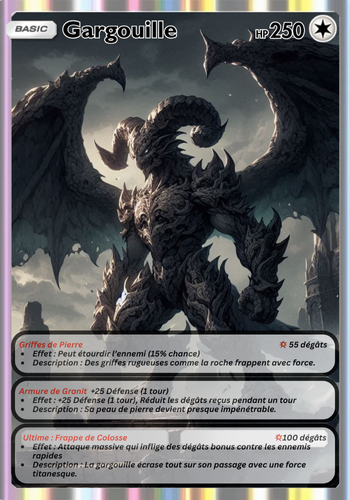 BASIC Gargouille HP 250
Griffes de Pierre 55 dégâts
• Effet : Peut étourdir l'ennemi (15% chance)
• Description : Des griffes rugueuses comme la roche frappent avec force.
Armure de Granit +25 Défense (1 tour)
• Effet : +25 Défense (1 tour), Réduit les dégâts reçus pendant un tour
• Description : Sa peau de pierre devient presque impénétrable.
Ultime : Frappe de Colosse 100 dégâts
• Effet : Attaque massive qui inflige des dégâts bonus contre les ennemis
rapides
• Description : La gargouille écrase tout sur son passage avec une force
titanesque.